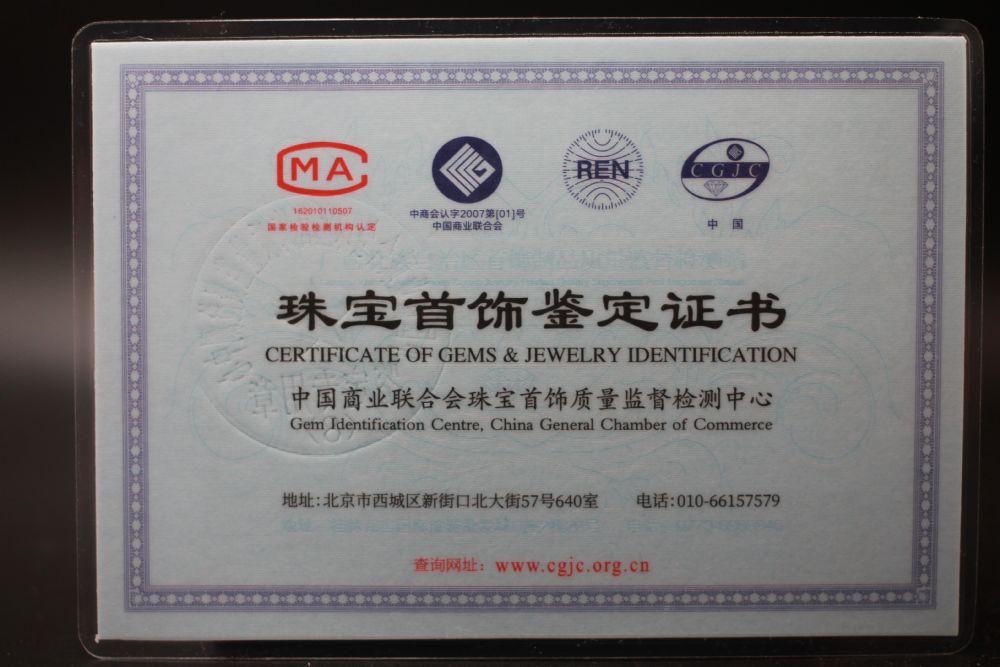 MA
162010110507
国家检验检测机构认定
中商会认字2007第[01]号
中国商业联合会
REN
CGJC
中 国
珠宝首饰鉴定证书
CERTIFICATE OF GEMS & JEWELRY IDENTIFICATION
中国商业联合会珠宝首饰质量监督检测中心
Gem Identification Centre, China General Chamber of Commerce
地址:北京市西城区新街口北大街57号640室 电话:010-66157579
查询网址: www.cgjc.org.cn